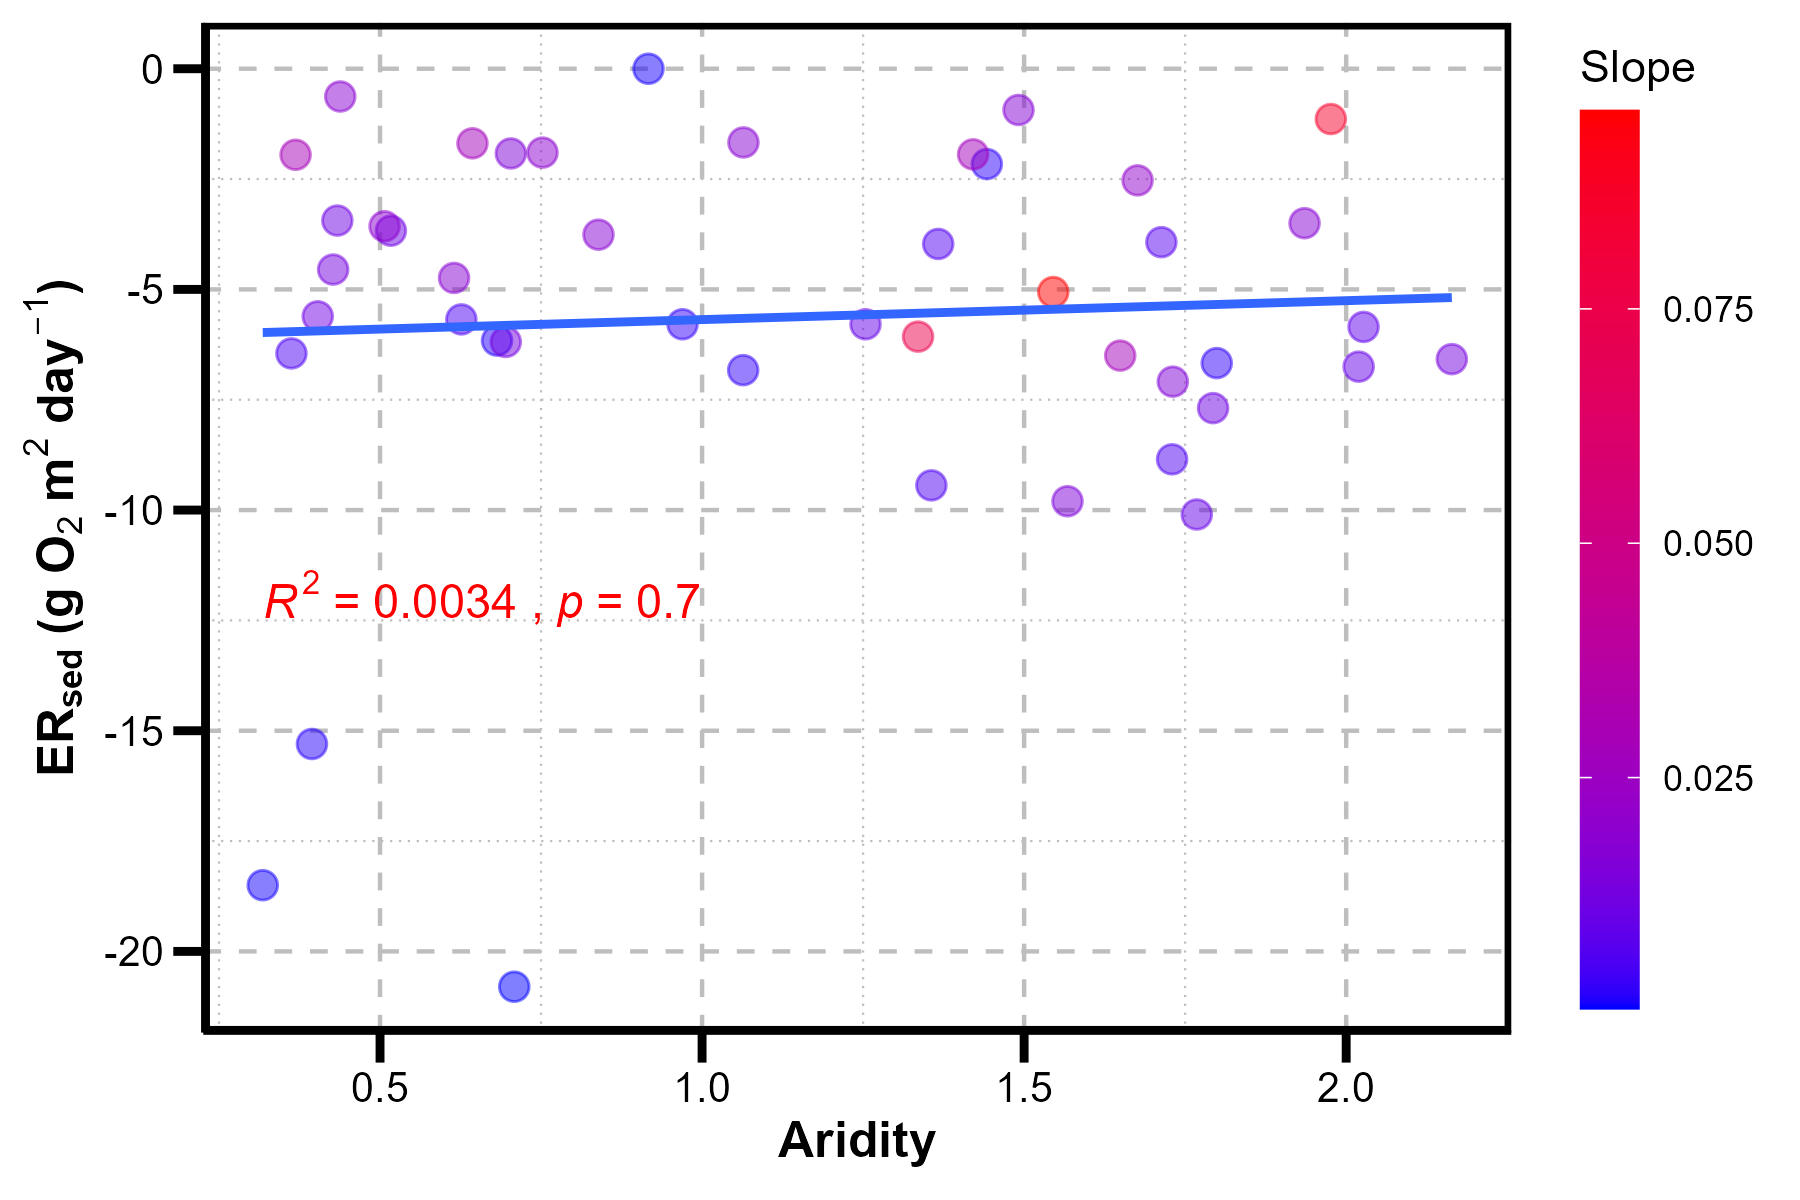 ERsed (g O₂ m² day⁻¹)
0
-5
-10
-15
-20
R² = 0.0034 , p = 0.7
0.5 1.0 1.5 2.0
Aridity
Slope
0.075
0.050
0.025